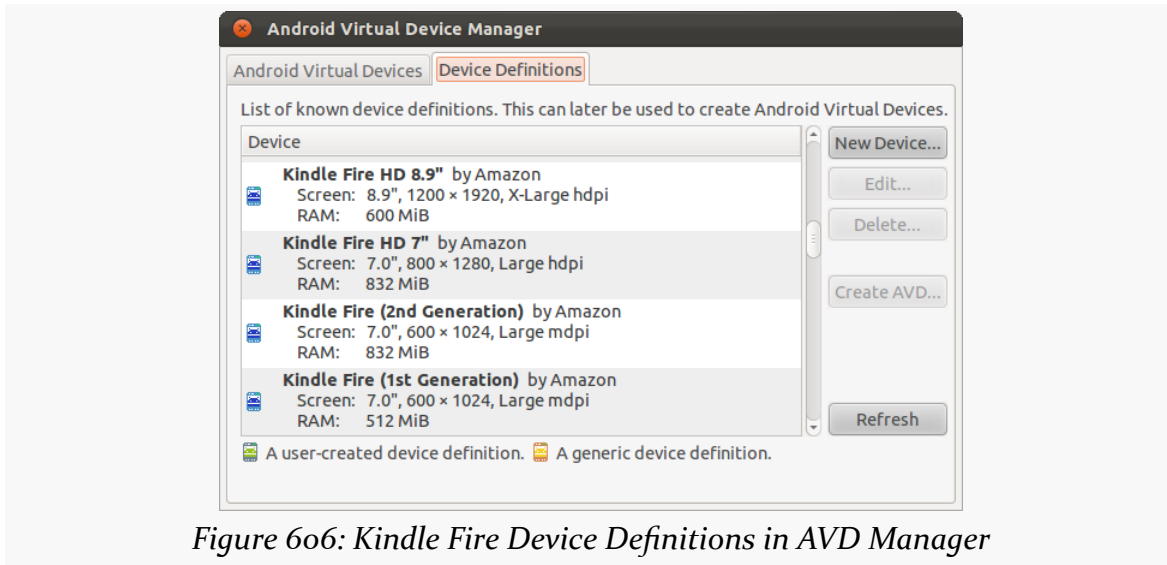 Android Virtual Device Manager
Android Virtual Devices Device Definitions
List of known device definitions. This can later be used to create Android Virtual Devices.
Device
New Device...
Kindle Fire HD 8.9" by Amazon
Screen: 8.9", 1200 × 1920, X-Large hdpi
RAM: 600 MiB
Edit...
Delete...
Kindle Fire HD 7" by Amazon
Screen: 7.0", 800 × 1280, Large hdpi
RAM: 832 MiB
Create AVD...
Kindle Fire (2nd Generation) by Amazon
Screen: 7.0", 600 × 1024, Large mdpi
RAM: 832 MiB
Kindle Fire (1st Generation) by Amazon
Screen: 7.0", 600 × 1024, Large mdpi
RAM: 512 MiB
Refresh
A user-created device definition. A generic device definition.
Figure 606: Kindle Fire Device Definitions in AVD Manager